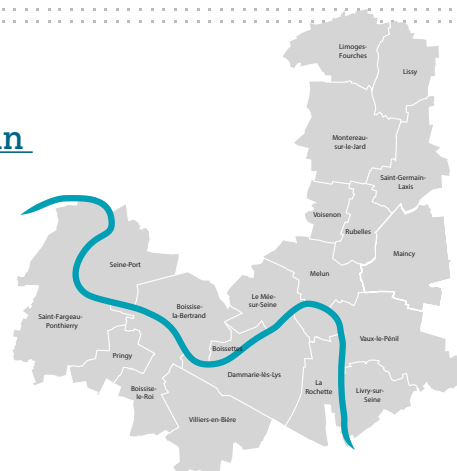 Limoges-
Fourches
Lissy
Montereau-
sur-le-Jard
Saint-Germain-
Laxis
Voisenon
Rubelles
Maincy
Seine-Port
Melun
Boissise-
la-Bertrand
Le Mée-
sur-Seine
Saint-Fargeau-
Ponthierry
Vaux-le-Pénil
Boissettes
Pringy
Dammarie-lès-Lys
Boissise-
le-Roi
La
Rochette
Livry-sur-
Seine
Villiers-en-Bière